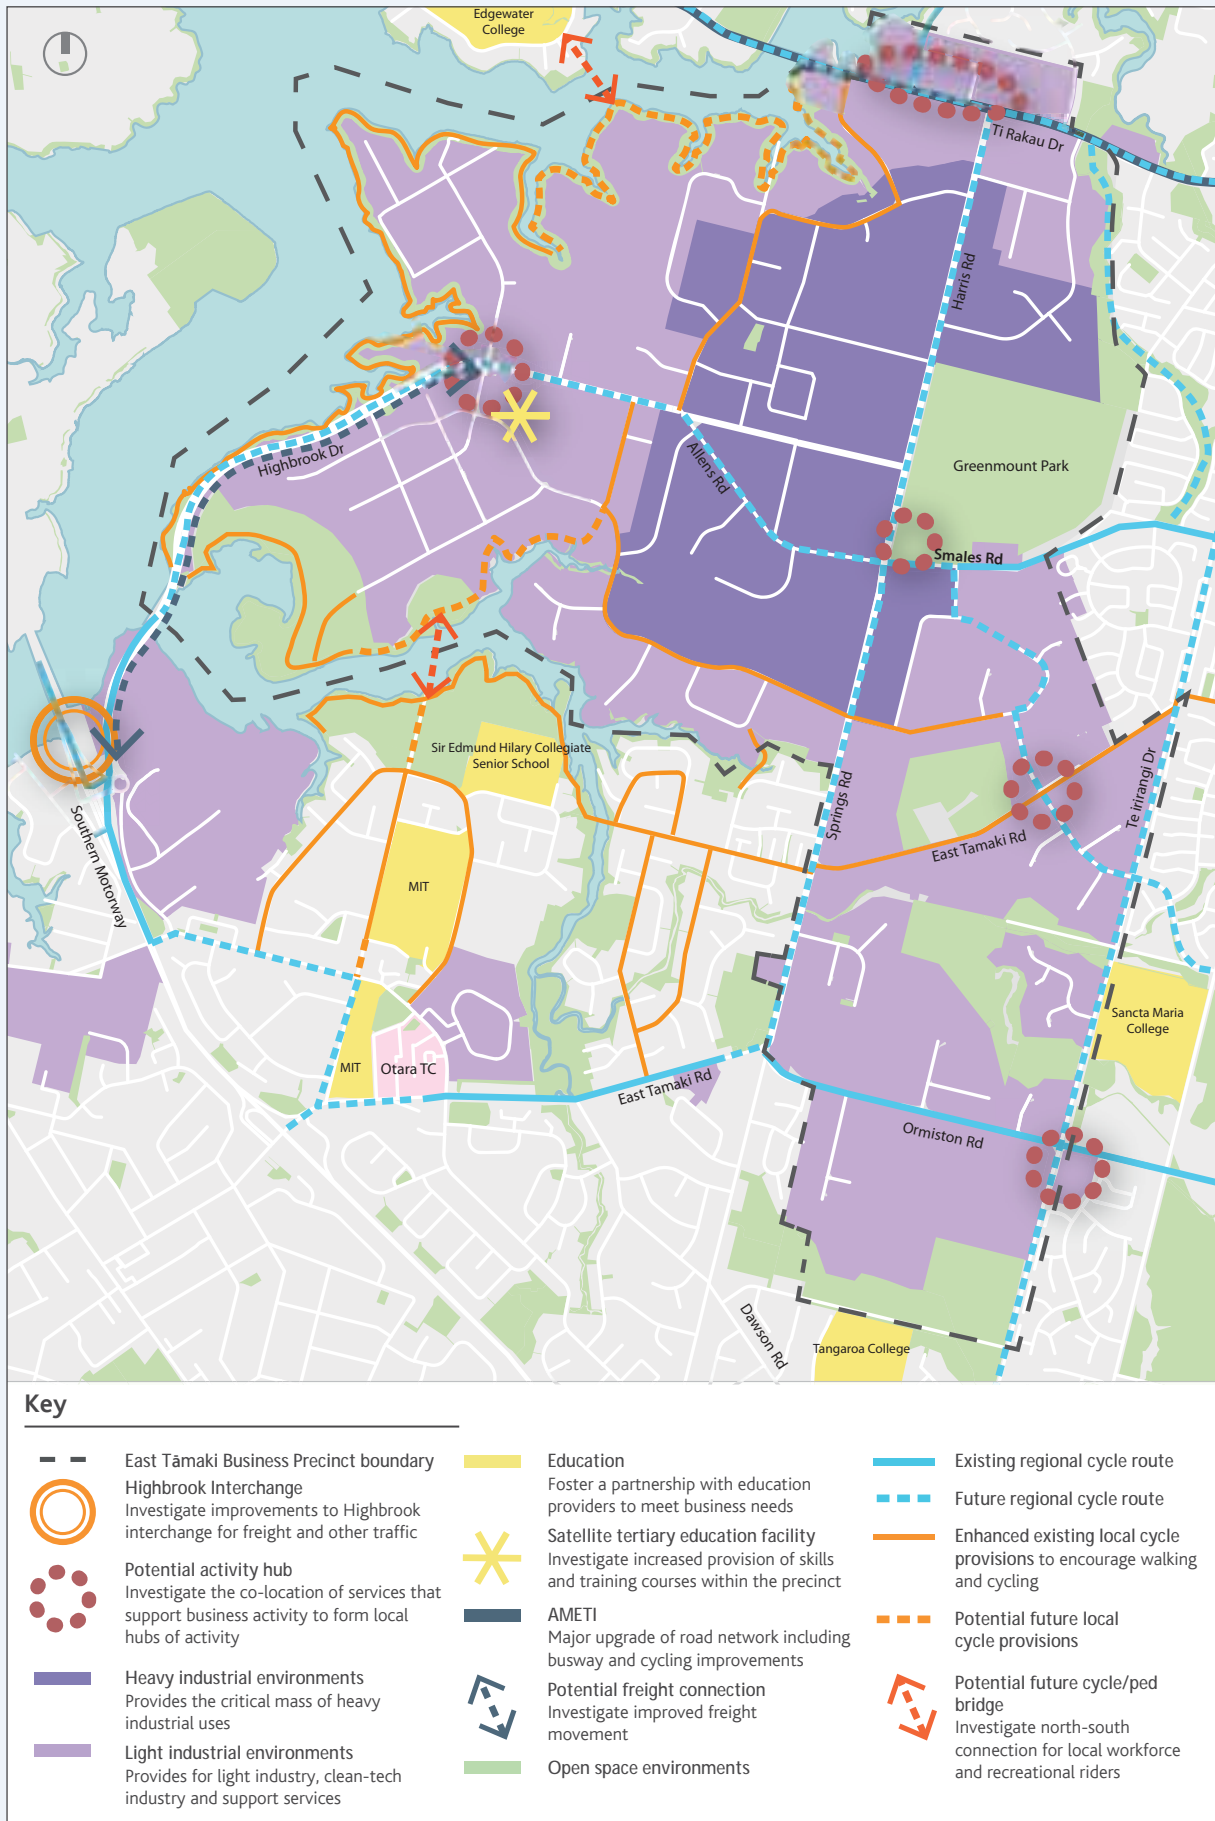 Edgewater
College
Ti Rakau Dr
Harris Rd
Highbrook Dr
Allens Rd
Greenmount Park
Smales Rd
Sir Edmund Hilary Collegiate
Senior School
Springs Rd
Te irirangi Dr
East Tamaki Rd
Southern Motorway
MIT
Sancta Maria
College
MIT
Otara TC
East Tamaki Rd
Ormiston Rd
Dawson Rd
Tangaroa College
Key
East Tāmaki Business Precinct boundary
Highbrook Interchange
Investigate improvements to Highbrook
interchange for freight and other traffic
Potential activity hub
Investigate the co-location of services that
support business activity to form local
hubs of activity
Heavy industrial environments
Provides the critical mass of heavy
industrial uses
Light industrial environments
Provides for light industry, clean-tech
industry and support services
Education
Foster a partnership with education
providers to meet business needs
Satellite tertiary education facility
Investigate increased provision of skills
and training courses within the precinct
AMETI
Major upgrade of road network including
busway and cycling improvements
Potential freight connection
Investigate improved freight
movement
Open space environments
Existing regional cycle route
Future regional cycle route
Enhanced existing local cycle
provisions to encourage walking
and cycling
Potential future local
cycle provisions
Potential future cycle/ped
bridge
Investigate north-south
connection for local workforce
and recreational riders